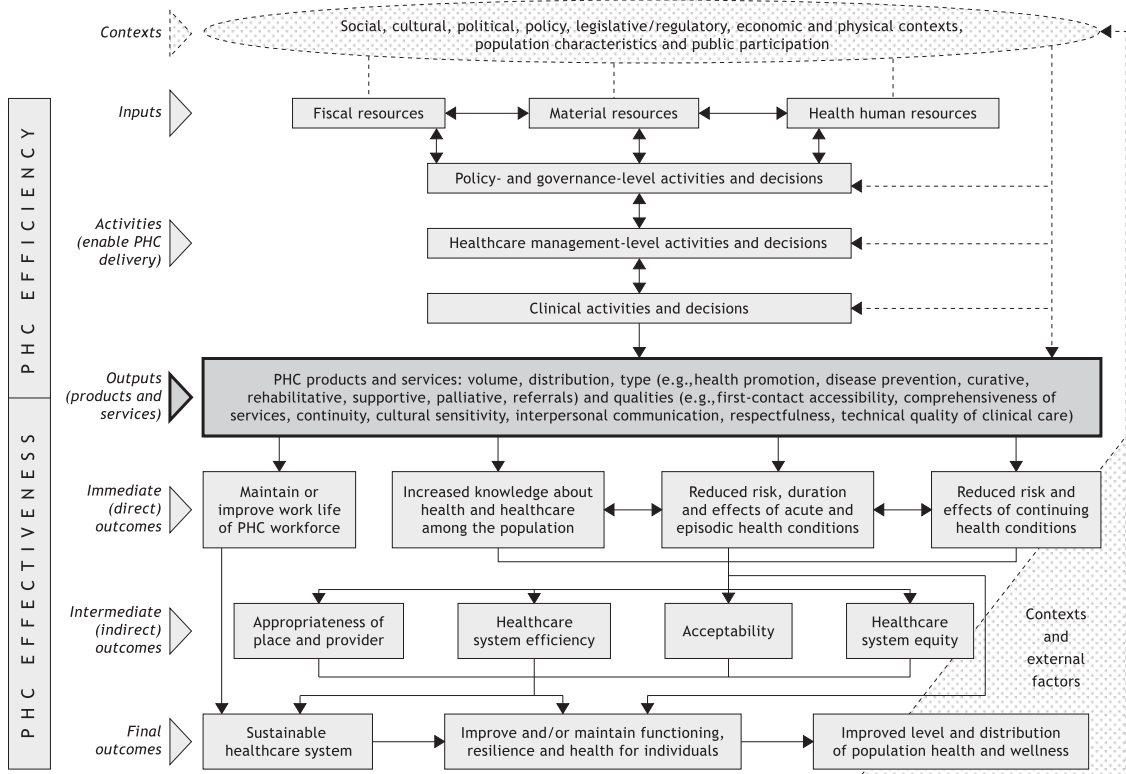 Contexts
Social, cultural, political, policy, legislative/regulatory, economic and physical contexts,
population characteristics and public participation
PHC EFFICIENCY
Inputs
Fiscal resources
Material resources
Health human resources
Policy- and governance-level activities and decisions
Activities
(enable PHC
delivery)
Healthcare management-level activities and decisions
Clinical activities and decisions
Outputs
(products and
services)
PHC products and services: volume, distribution, type (e.g.,health promotion, disease prevention, curative,
rehabilitative, supportive, palliative, referrals) and qualities (e.g.,first-contact accessibility, comprehensiveness of
services, continuity, cultural sensitivity, interpersonal communication, respectfulness, technical quality of clinical care)
PHC EFFECTIVENESS
Immediate
(direct)
outcomes
Maintain or
improve work life
of PHC workforce
Increased knowledge about
health and healthcare
among the population
Reduced risk, duration
and effects of acute and
episodic health conditions
Reduced risk and
effects of continuing
health conditions
Intermediate
(indirect)
outcomes
Appropriateness of
place and provider
Healthcare
system efficiency
Acceptability
Healthcare
system equity
Contexts
and
external
factors
Final
outcomes
Sustainable
healthcare system
Improve and/or maintain functioning,
resilience and health for individuals
Improved level and distribution
of population health and wellness